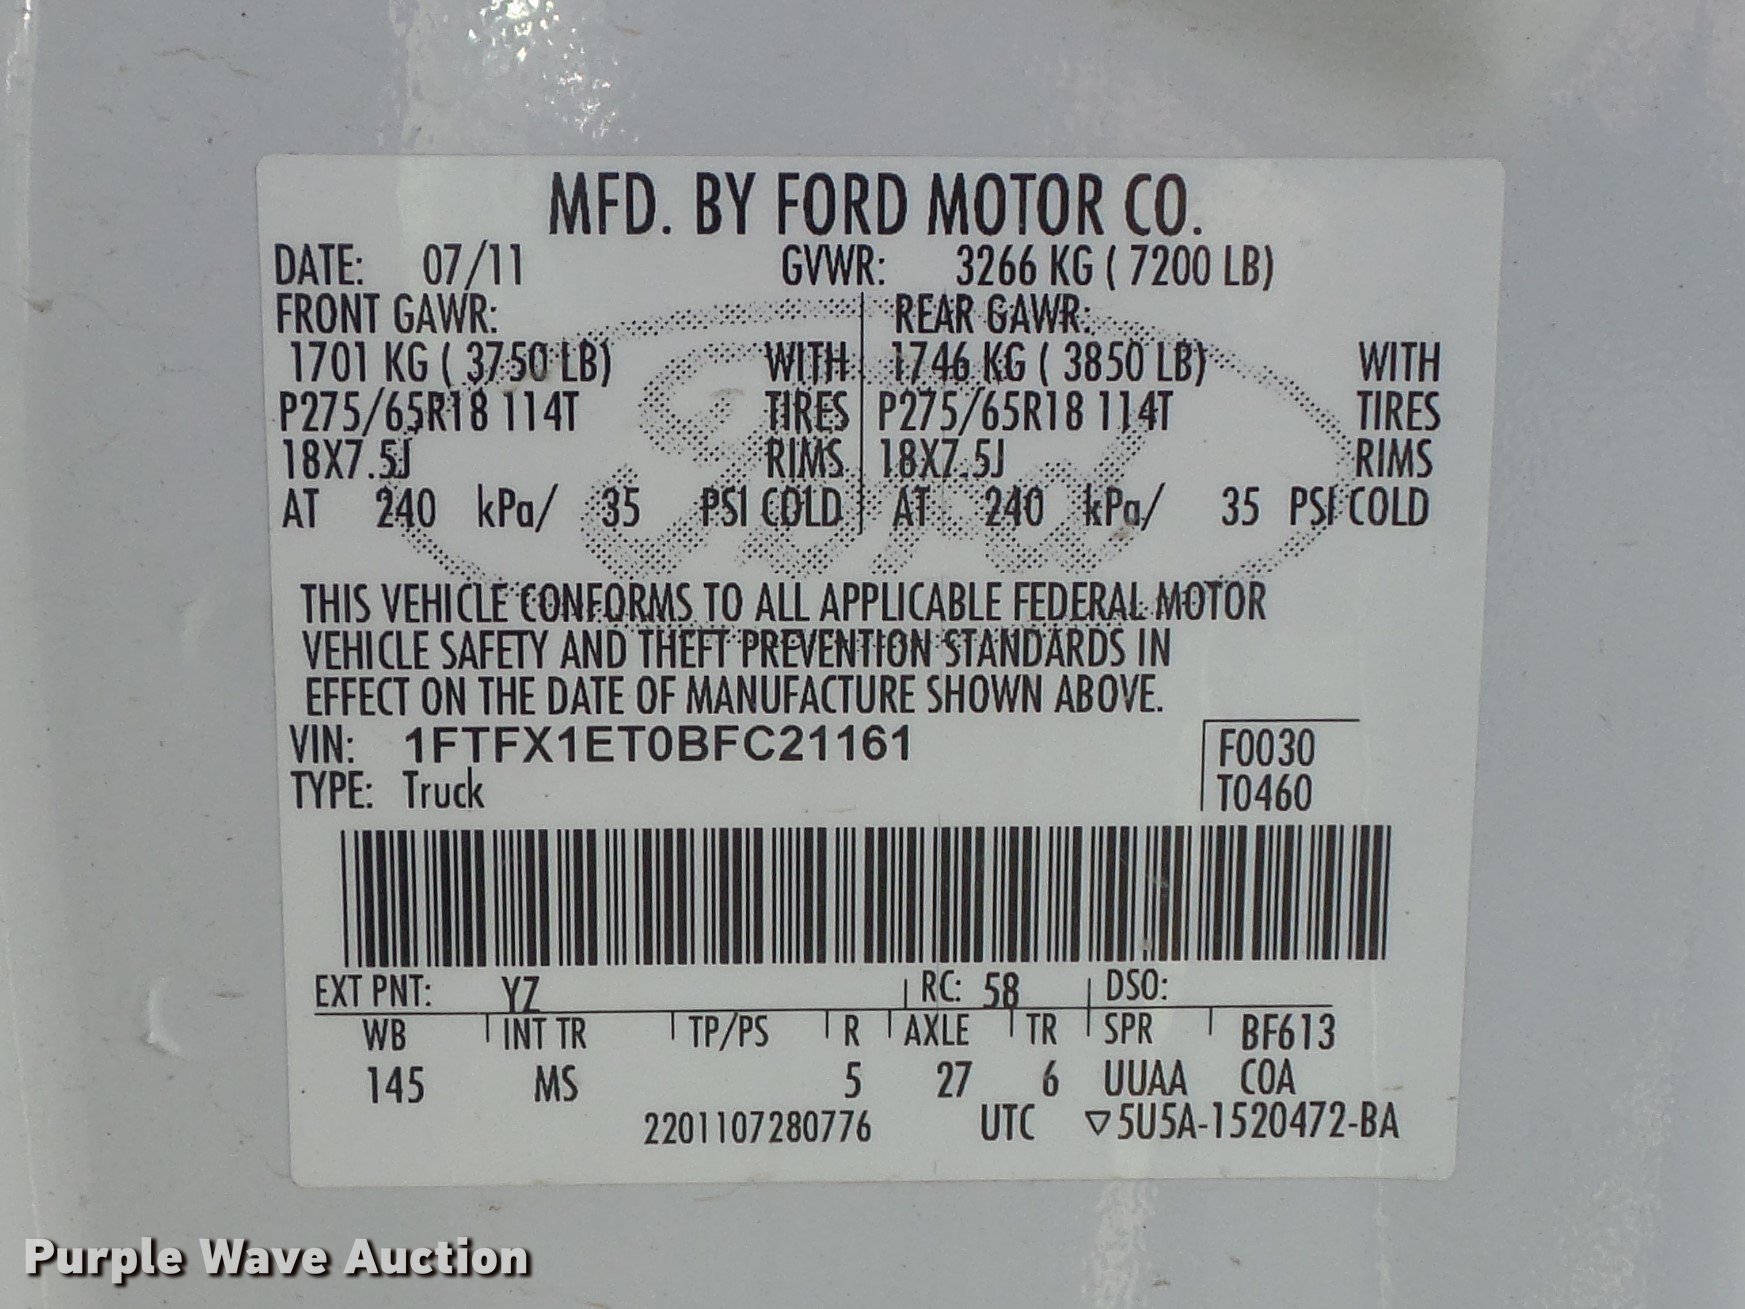 MFD. BY FORD MOTOR CO.
DATE: 07/11 GVWR: 3266 KG ( 7200 LB)
FRONT GAWR: REAR GAWR:
1701 KG ( 3750 LB) WITH 1746 KG ( 3850 LB) WITH
P275/65R18 114T TIRES P275/65R18 114T TIRES
18X7.5J RIMS 18X7.5J RIMS
AT 240 kPa/ 35 PSI COLD AT 240 kPa/ 35 PSI COLD
Ford
THIS VEHICLE CONFORMS TO ALL APPLICABLE FEDERAL MOTOR
VEHICLE SAFETY AND THEFT PREVENTION STANDARDS IN
EFFECT ON THE DATE OF MANUFACTURE SHOWN ABOVE.
VIN: 1FTFX1ET0BFC21161 F0030
TYPE: Truck T0460
EXT PNT: YZ RC: 58 DSO:
WB INT TR TP/PS R AXLE TR SPR BF613
145 MS 5 27 6 UUAA COA
2201107280776 UTC ▽5U5A-1520472-BA
Purple Wave Auction